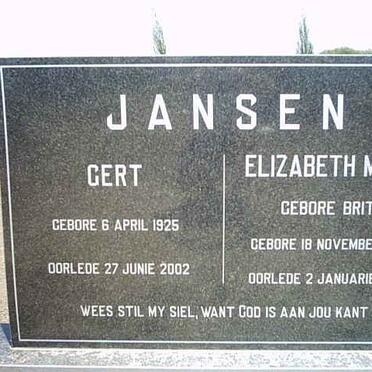 JANSEN
GERT
GEBORE 6 APRIL 1925
OORLEDE 27 JUNIE 2002
ELIZABETH M
GEBORE BRIT
GEBORE 18 NOVEMBE
OORLEDE 2 JANUARIE
WEES STIL MY SIEL, WANT GOD IS AAN JOU KANT